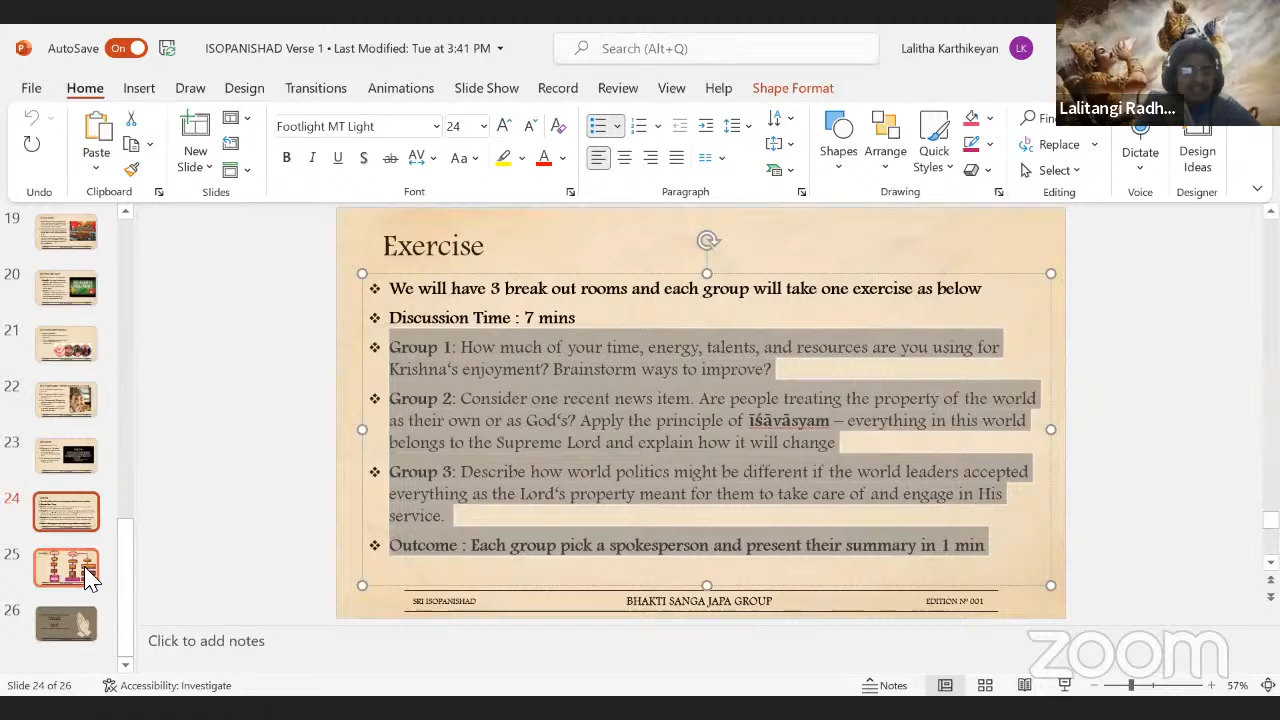 AutoSave On ISOPANISHAD Verse 1 • Last Modified: Tue at 3:41 PM Search (Alt+Q) Lalitha Karthikeyan LK
Lalitangi Radh...
File Home Insert Draw Design Transitions Animations Slide Show Record Review View Help Shape Format
Paste New Slide Footlight MT Light 24 Shapes Arrange Quick Styles Replace Select Dictate Design Ideas
B I U S ab AV Aa A
Undo Clipboard Slides Font Paragraph Drawing Editing Voice Designer
19
20
21
22
23
24
25
26
Exercise
We will have 3 break out rooms and each group will take one exercise as below
Discussion Time : 7 mins
Group 1: How much of your time, energy, talents, and resources are you using for
Krishna's enjoyment? Brainstorm ways to improve?
Group 2: Consider one recent news item. Are people treating the property of the world
as their own or as God's? Apply the principle of īśāvāsyam – everything in this world
belongs to the Supreme Lord and explain how it will change
Group 3: Describe how world politics might be different if the world leaders accepted
everything as the Lord's property meant for them to take care of and engage in His
service.
Outcome : Each group pick a spokesperson and present their summary in 1 min
SRI ISOPANISHAD BHAKTI SANGA JAPA GROUP EDITION Nº 001
Click to add notes
zoom
Slide 24 of 26 Accessibility: Investigate Notes 57%